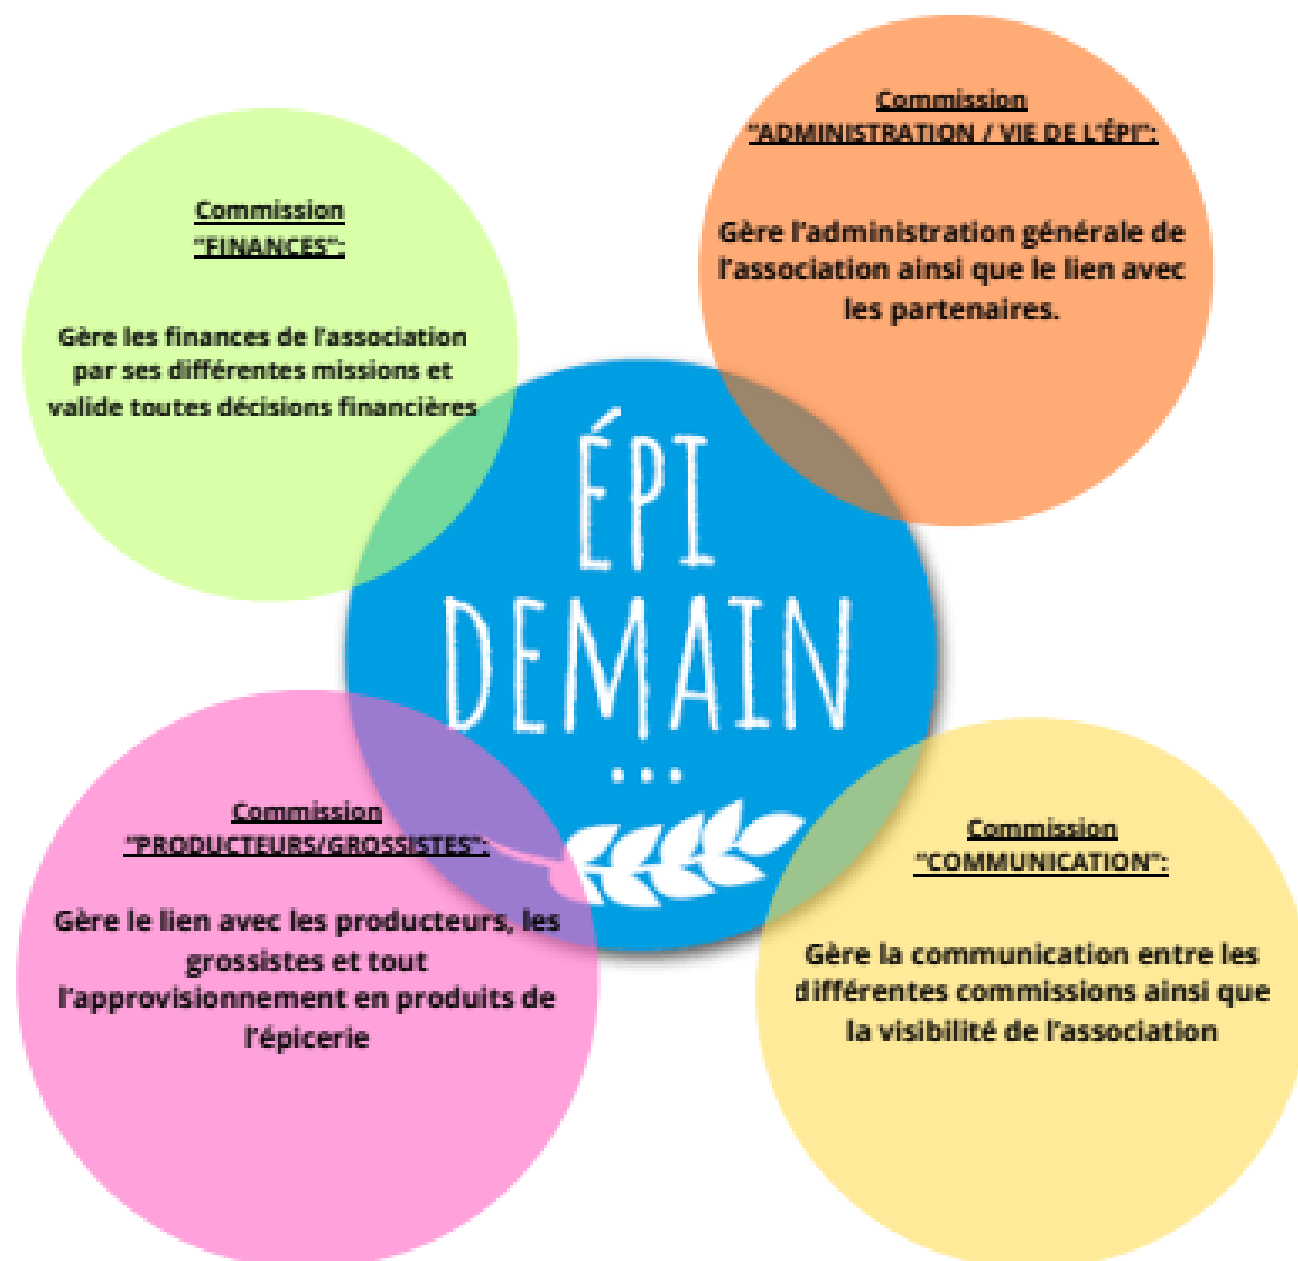 Commission
"ADMINISTRATION / VIE DE L'ÉPI":
Gère l'administration générale de
l'association ainsi que le lien avec
les partenaires.
Commission
"FINANCES":
Gère les finances de l'association
par ses différentes missions et
valide toutes décisions financières
ÉPI
DEMAIN
...
Commission
"PRODUCTEURS/GROSSISTES":
Gère le lien avec les producteurs, les
grossistes et tout
l'approvisionnement en produits de
l'épicerie
Commission
"COMMUNICATION":
Gère la communication entre les
différentes commissions ainsi que
la visibilité de l'association